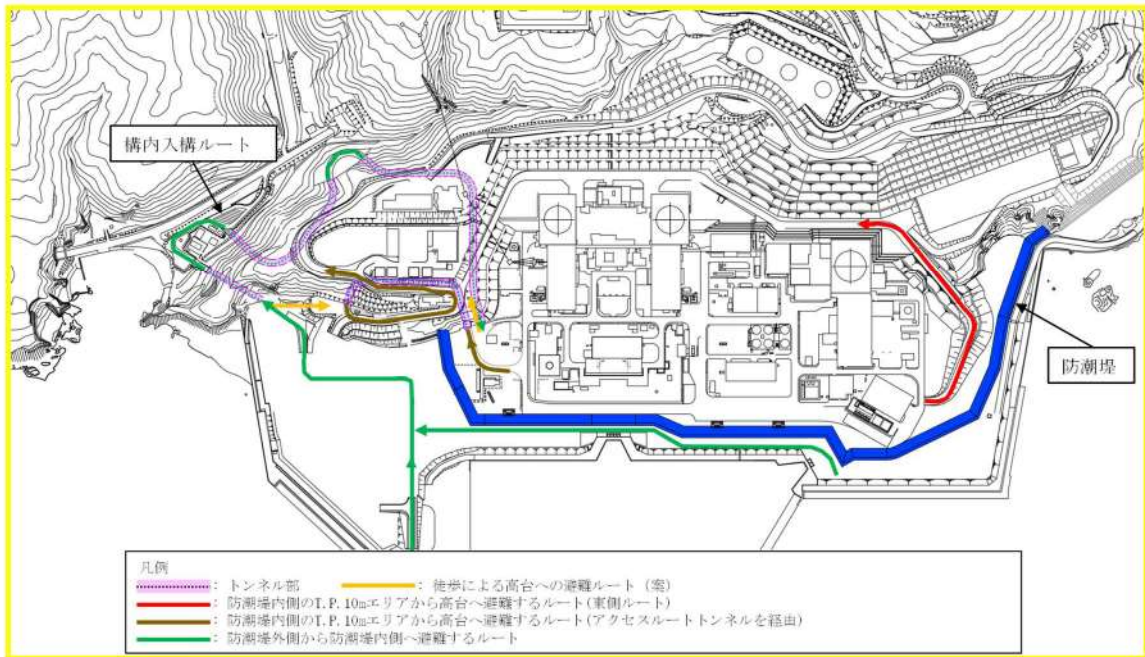 構内入構ルート
防潮堤
凡例
：トンネル部　：徒歩による高台への避難ルート（案）
：防潮堤内側のT.P.10mエリアから高台へ避難するルート(東側ルート)
：防潮堤内側のT.P.10mエリアから高台へ避難するルート(アクセスルートトンネルを経由)
：防潮堤外側から防潮堤内側へ避難するルート